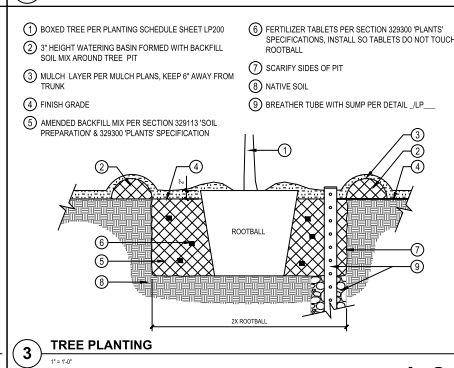 1 BOXED TREE PER PLANTING SCHEDULE SHEET LP200
2 3" HEIGHT WATERING BASIN FORMED WITH BACKFILL
SOIL MIX AROUND TREE PIT
3 MULCH LAYER PER MULCH PLANS, KEEP 6" AWAY FROM
TRUNK
4 FINISH GRADE
5 AMENDED BACKFILL MIX PER SECTION 329113 'SOIL
PREPARATION' & 329300 'PLANTS' SPECIFICATION
6 FERTILIZER TABLETS PER SECTION 329300 'PLANTS'
SPECIFICATIONS, INSTALL SO TABLETS DO NOT TOUCH
ROOTBALL
7 SCARIFY SIDES OF PIT
8 NATIVE SOIL
9 BREATHER TUBE WITH SUMP PER DETAIL _/LP___
3
1
2
2
4
4
ROOTBALL
6
7
5
9
8
2X ROOTBALL
3 TREE PLANTING
1" = 1'-0"